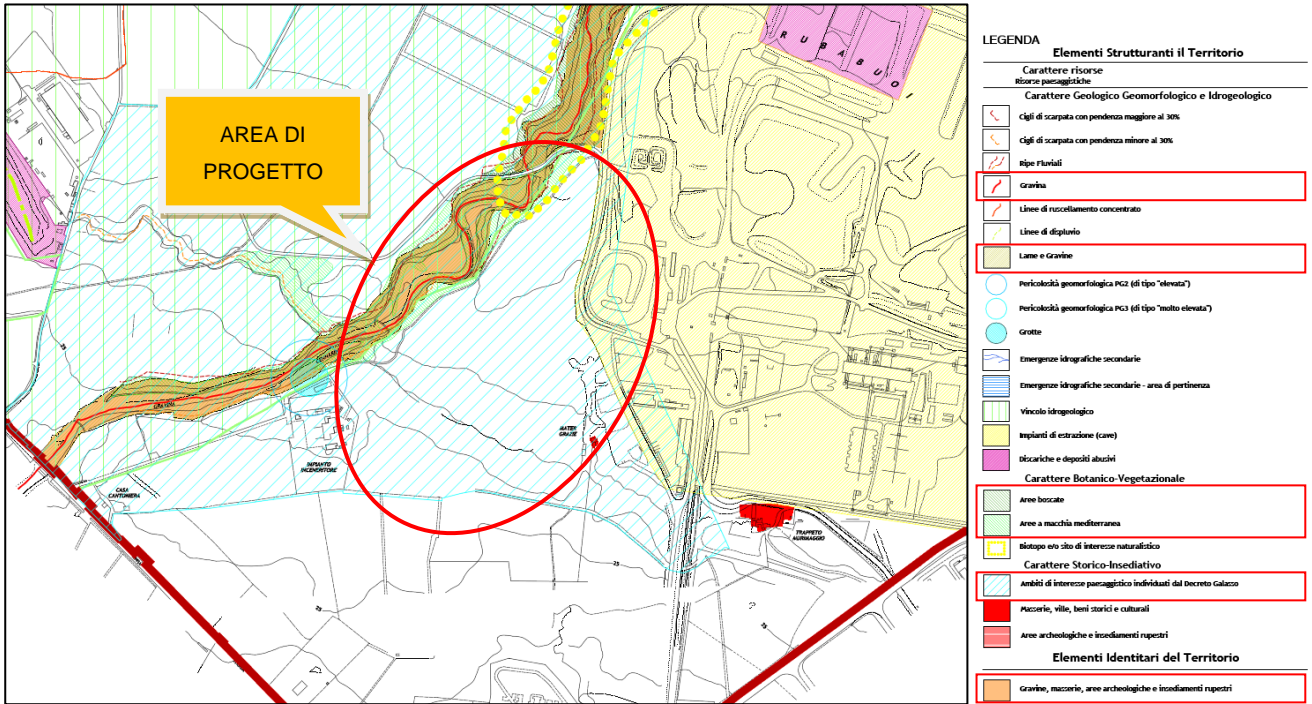 AREA DI
PROGETTO
RUBABUOI
GRAVINA
IMPIANTO
INCENERITORE
CASA
CANTONIERA
MATER
GRAZIE
TRAPPETO
25
25
25
25
LEGENDA
Elementi Strutturanti il Territorio
Carattere risorse
Risorse paesaggistiche
Carattere Geologico Geomorfologico e Idrogeologico
Cigli di scarpata con pendenza maggiore al 30%
Cigli di scarpata con pendenza minore al 30%
Ripe Fluviali
Gravina
Linee di ruscellamento concentrato
Linee di displuvio
Lame e Gravine
Pericolosità geomorfologica PG2 (di tipo "elevata")
Pericolosità geomorfologica PG3 (di tipo "molto elevata")
Grotte
Emergenze idrografiche secondarie
Emergenze idrografiche secondarie - area di pertinenza
Vincolo idrogeologico
Impianti di estrazione (cave)
Discariche e depositi abusivi
Carattere Botanico-Vegetazionale
Aree boscate
Aree a macchia mediterranea
Biotopo e/o sito di interesse naturalistico
Carattere Storico-Insediativo
Ambiti di interesse paesaggistico individuati dal Decreto Galasso
Masserie, ville, beni storici e culturali
Aree archeologiche e insediamenti rupestri
Elementi Identitari del Territorio
Gravine, masserie, aree archeologiche e insediamenti rupestri